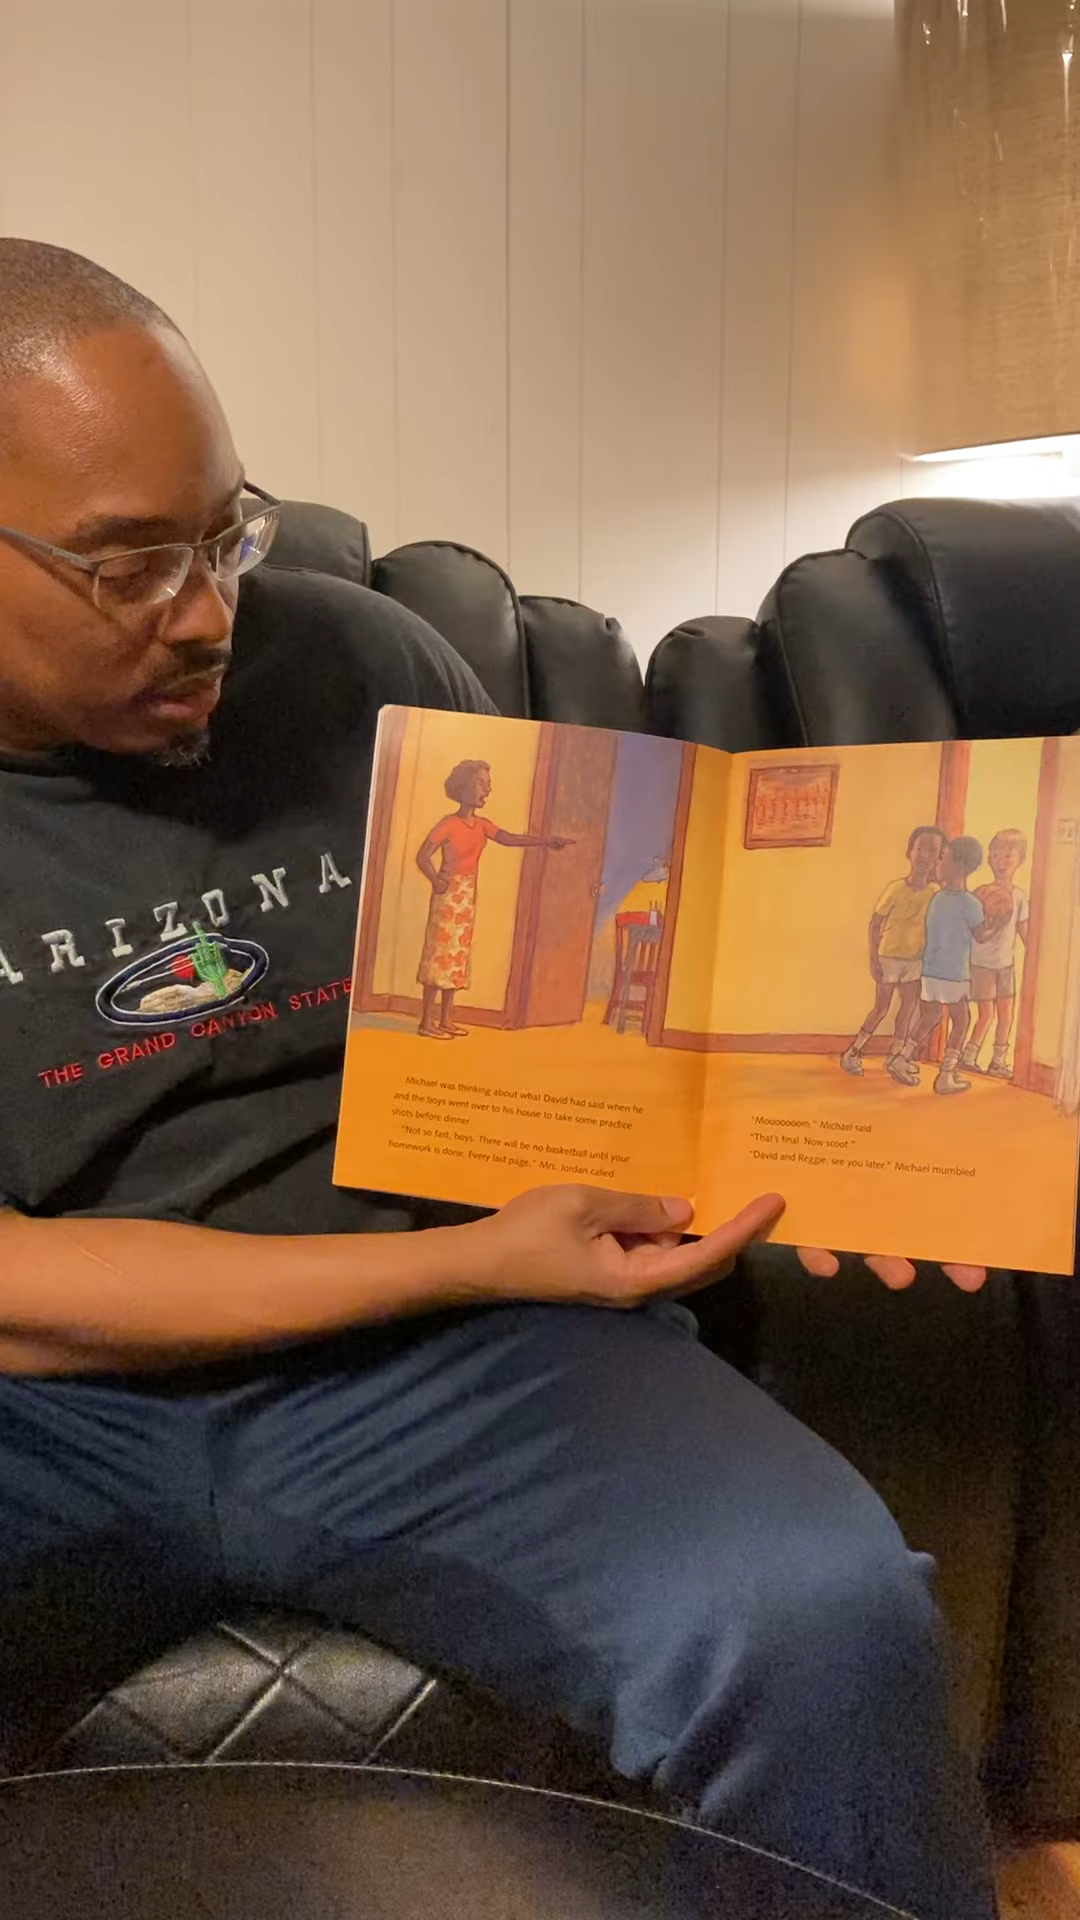 ARIZONA
THE GRAND CANYON STATE
Michael was thinking about what David had said when he
and the boys went over to his house to take some practice
shots before dinner.
"Not so fast, boys. There will be no basketball until your
homework is done. Every last page," Mrs. Jordan called.
"Mouooooom," Michael said
"That's final. Now scoot."
"David and Reggie, see you later," Michael mumbled